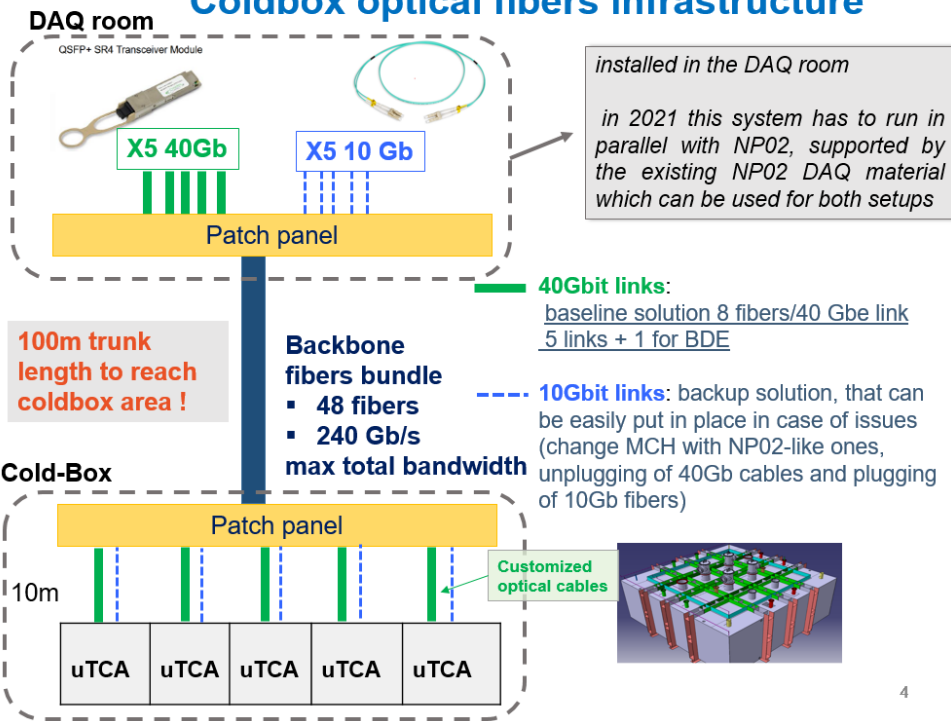 Coldbox optical fibers infrastructure
DAQ room
QSFP+ SR4 Transceiver Module
X5 40Gb
X5 10 Gb
Patch panel
installed in the DAQ room
in 2021 this system has to run in
parallel with NP02, supported by
the existing NP02 DAQ material
which can be used for both setups
100m trunk
length to reach
coldbox area !
Backbone
fibers bundle
▪ 48 fibers
▪ 240 Gb/s
max total bandwidth
40Gbit links:
baseline solution 8 fibers/40 Gbe link
5 links + 1 for BDE
10Gbit links: backup solution, that can
be easily put in place in case of issues
(change MCH with NP02-like ones,
unplugging of 40Gb cables and plugging
of 10Gb fibers)
Cold-Box
Patch panel
10m
Customized
optical cables
uTCA
uTCA
uTCA
uTCA
uTCA
4